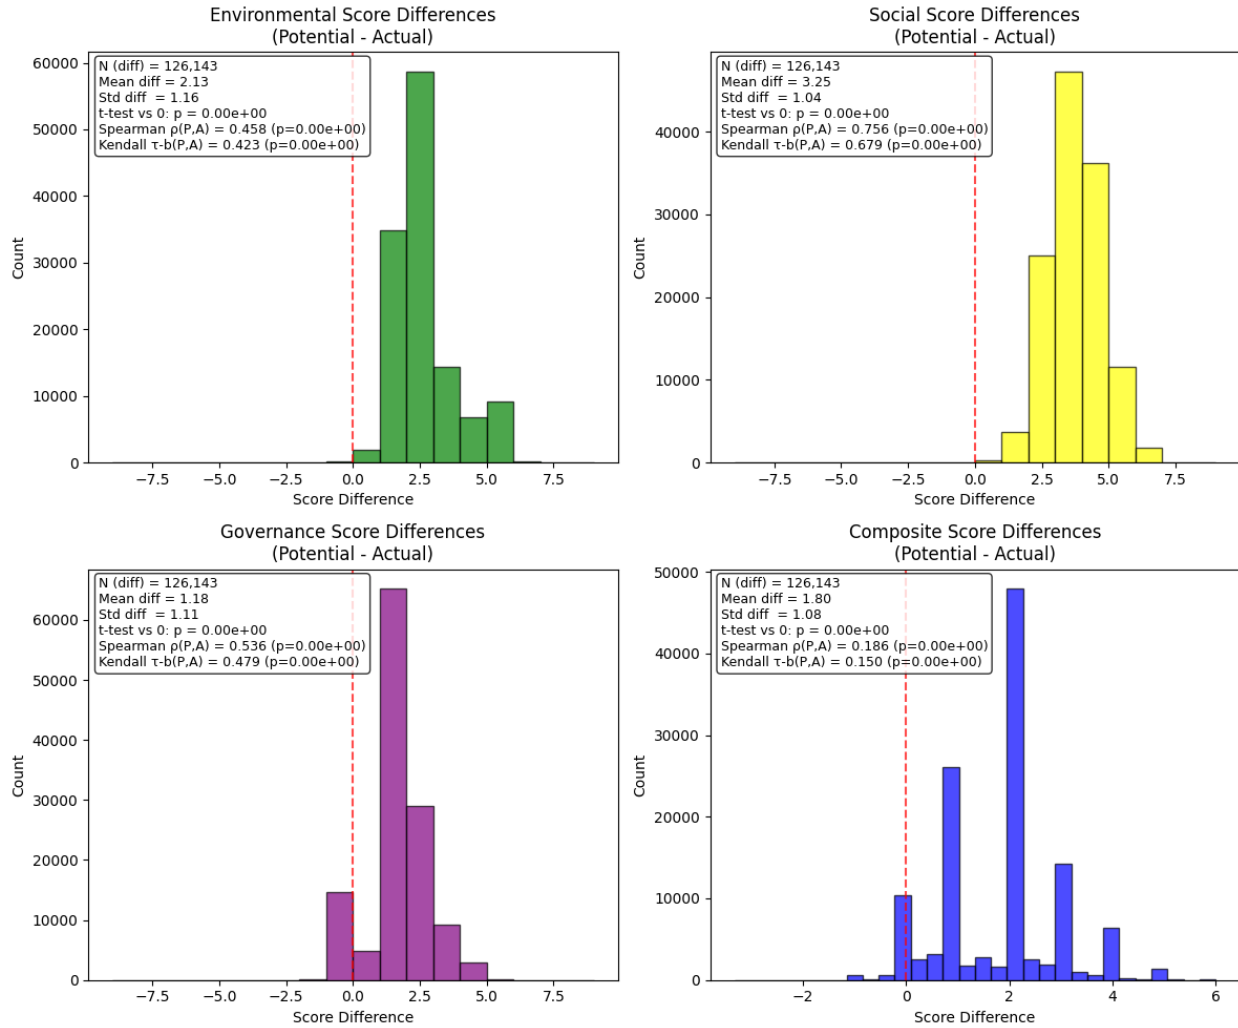 Environmental Score Differences
(Potential - Actual)
N (diff) = 126,143
Mean diff = 2.13
Std diff  = 1.16
t-test vs 0: p = 0.00e+00
Spearman ρ(P,A) = 0.458 (p=0.00e+00)
Kendall τ-b(P,A) = 0.423 (p=0.00e+00)
60000
50000
40000
30000
20000
10000
0
Count
−7.5
−5.0
−2.5
0.0
2.5
5.0
7.5
Score Difference
Social Score Differences
(Potential - Actual)
N (diff) = 126,143
Mean diff = 3.25
Std diff  = 1.04
t-test vs 0: p = 0.00e+00
Spearman ρ(P,A) = 0.756 (p=0.00e+00)
Kendall τ-b(P,A) = 0.679 (p=0.00e+00)
40000
30000
20000
10000
0
Count
−7.5
−5.0
−2.5
0.0
2.5
5.0
7.5
Score Difference
Governance Score Differences
(Potential - Actual)
N (diff) = 126,143
Mean diff = 1.18
Std diff  = 1.11
t-test vs 0: p = 0.00e+00
Spearman ρ(P,A) = 0.536 (p=0.00e+00)
Kendall τ-b(P,A) = 0.479 (p=0.00e+00)
60000
50000
40000
30000
20000
10000
0
Count
−7.5
−5.0
−2.5
0.0
2.5
5.0
7.5
Score Difference
Composite Score Differences
(Potential - Actual)
N (diff) = 126,143
Mean diff = 1.80
Std diff  = 1.08
t-test vs 0: p = 0.00e+00
Spearman ρ(P,A) = 0.186 (p=0.00e+00)
Kendall τ-b(P,A) = 0.150 (p=0.00e+00)
50000
40000
30000
20000
10000
0
Count
−2
0
2
4
6
Score Difference